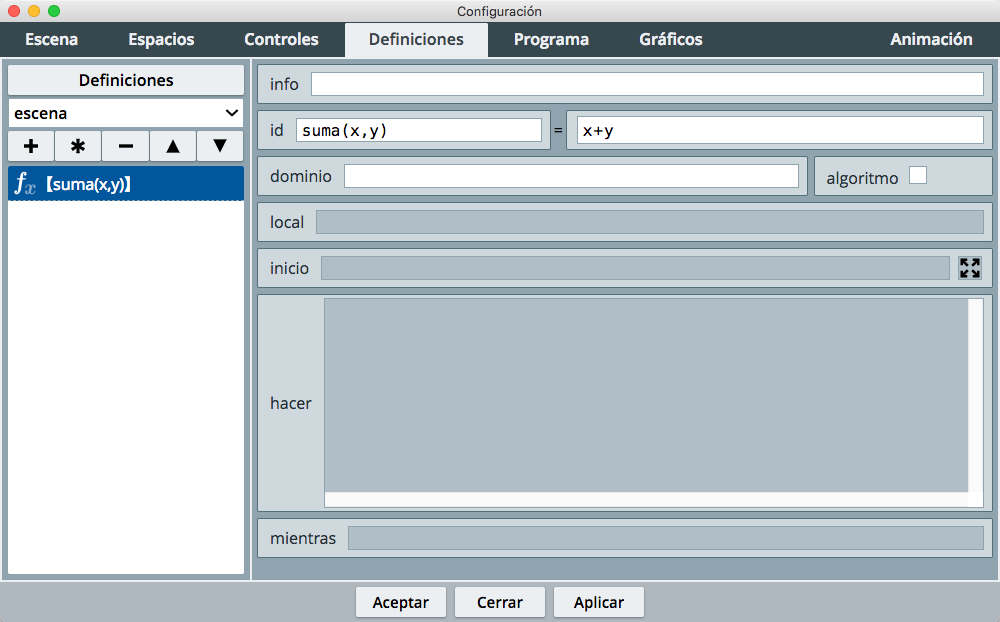 Configuración
Escena Espacios Controles Definiciones Programa Gráficos Animación
Definiciones
escena
+ * − ▲ ▼
fx 【suma(x,y)】
info
id suma(x,y) = x+y
dominio algoritmo
local
inicio
hacer
mientras
Aceptar Cerrar Aplicar